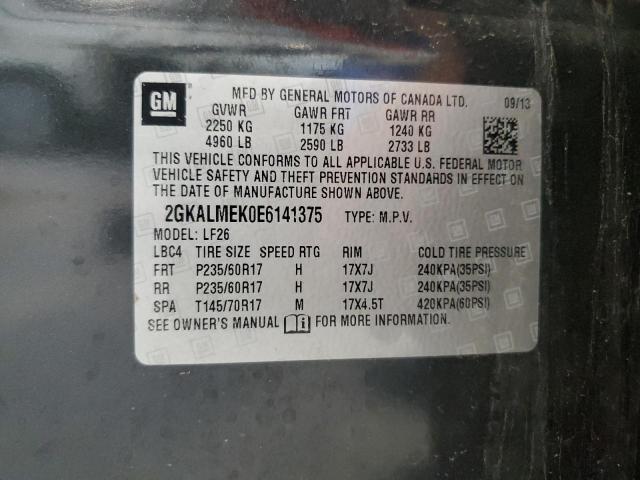 GM
MFD BY GENERAL MOTORS OF CANADA LTD. 09/13
GVWR GAWR FRT GAWR RR
2250 KG 1175 KG 1240 KG
4960 LB 2590 LB 2733 LB
THIS VEHICLE CONFORMS TO ALL APPLICABLE U.S. FEDERAL MOTOR
VEHICLE SAFETY AND THEFT PREVENTION STANDARDS IN EFFECT ON
THE DATE OF MANUFACTURE SHOWN ABOVE.
2GKALMEK0E6141375 TYPE: M.P.V.
MODEL: LF26
LBC4 TIRE SIZE SPEED RTG RIM COLD TIRE PRESSURE
FRT P235/60R17 H 17X7J 240KPA(35PSI)
RR P235/60R17 H 17X7J 240KPA(35PSI)
SPA T145/70R17 M 17X4.5T 420KPA(60PSI)
SEE OWNER'S MANUAL FOR MORE INFORMATION.